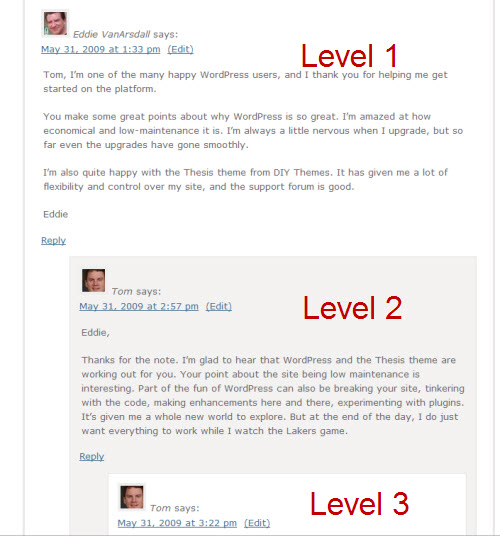 Eddie VanArsdall says:
May 31, 2009 at 1:33 pm (Edit)
Level 1
Tom, I'm one of the many happy WordPress users, and I thank you for helping me get
started on the platform.
You make some great points about why WordPress is so great. I'm amazed at how
economical and low-maintenance it is. I'm always a little nervous when I upgrade, but so
far even the upgrades have gone smoothly.
I'm also quite happy with the Thesis theme from DIY Themes. It has given me a lot of
flexibility and control over my site, and the support forum is good.
Eddie
Reply
Tom says:
May 31, 2009 at 2:57 pm (Edit)
Level 2
Eddie,
Thanks for the note. I'm glad to hear that WordPress and the Thesis theme are
working out for you. Your point about the site being low maintenance is
interesting. Part of the fun of WordPress can also be breaking your site, tinkering
with the code, making enhancements here and there, experimenting with plugins.
It's given me a whole new world to explore. But at the end of the day, I do just
want everything to work while I watch the Lakers game.
Reply
Tom says:
Level 3
May 31, 2009 at 3:22 pm (Edit)